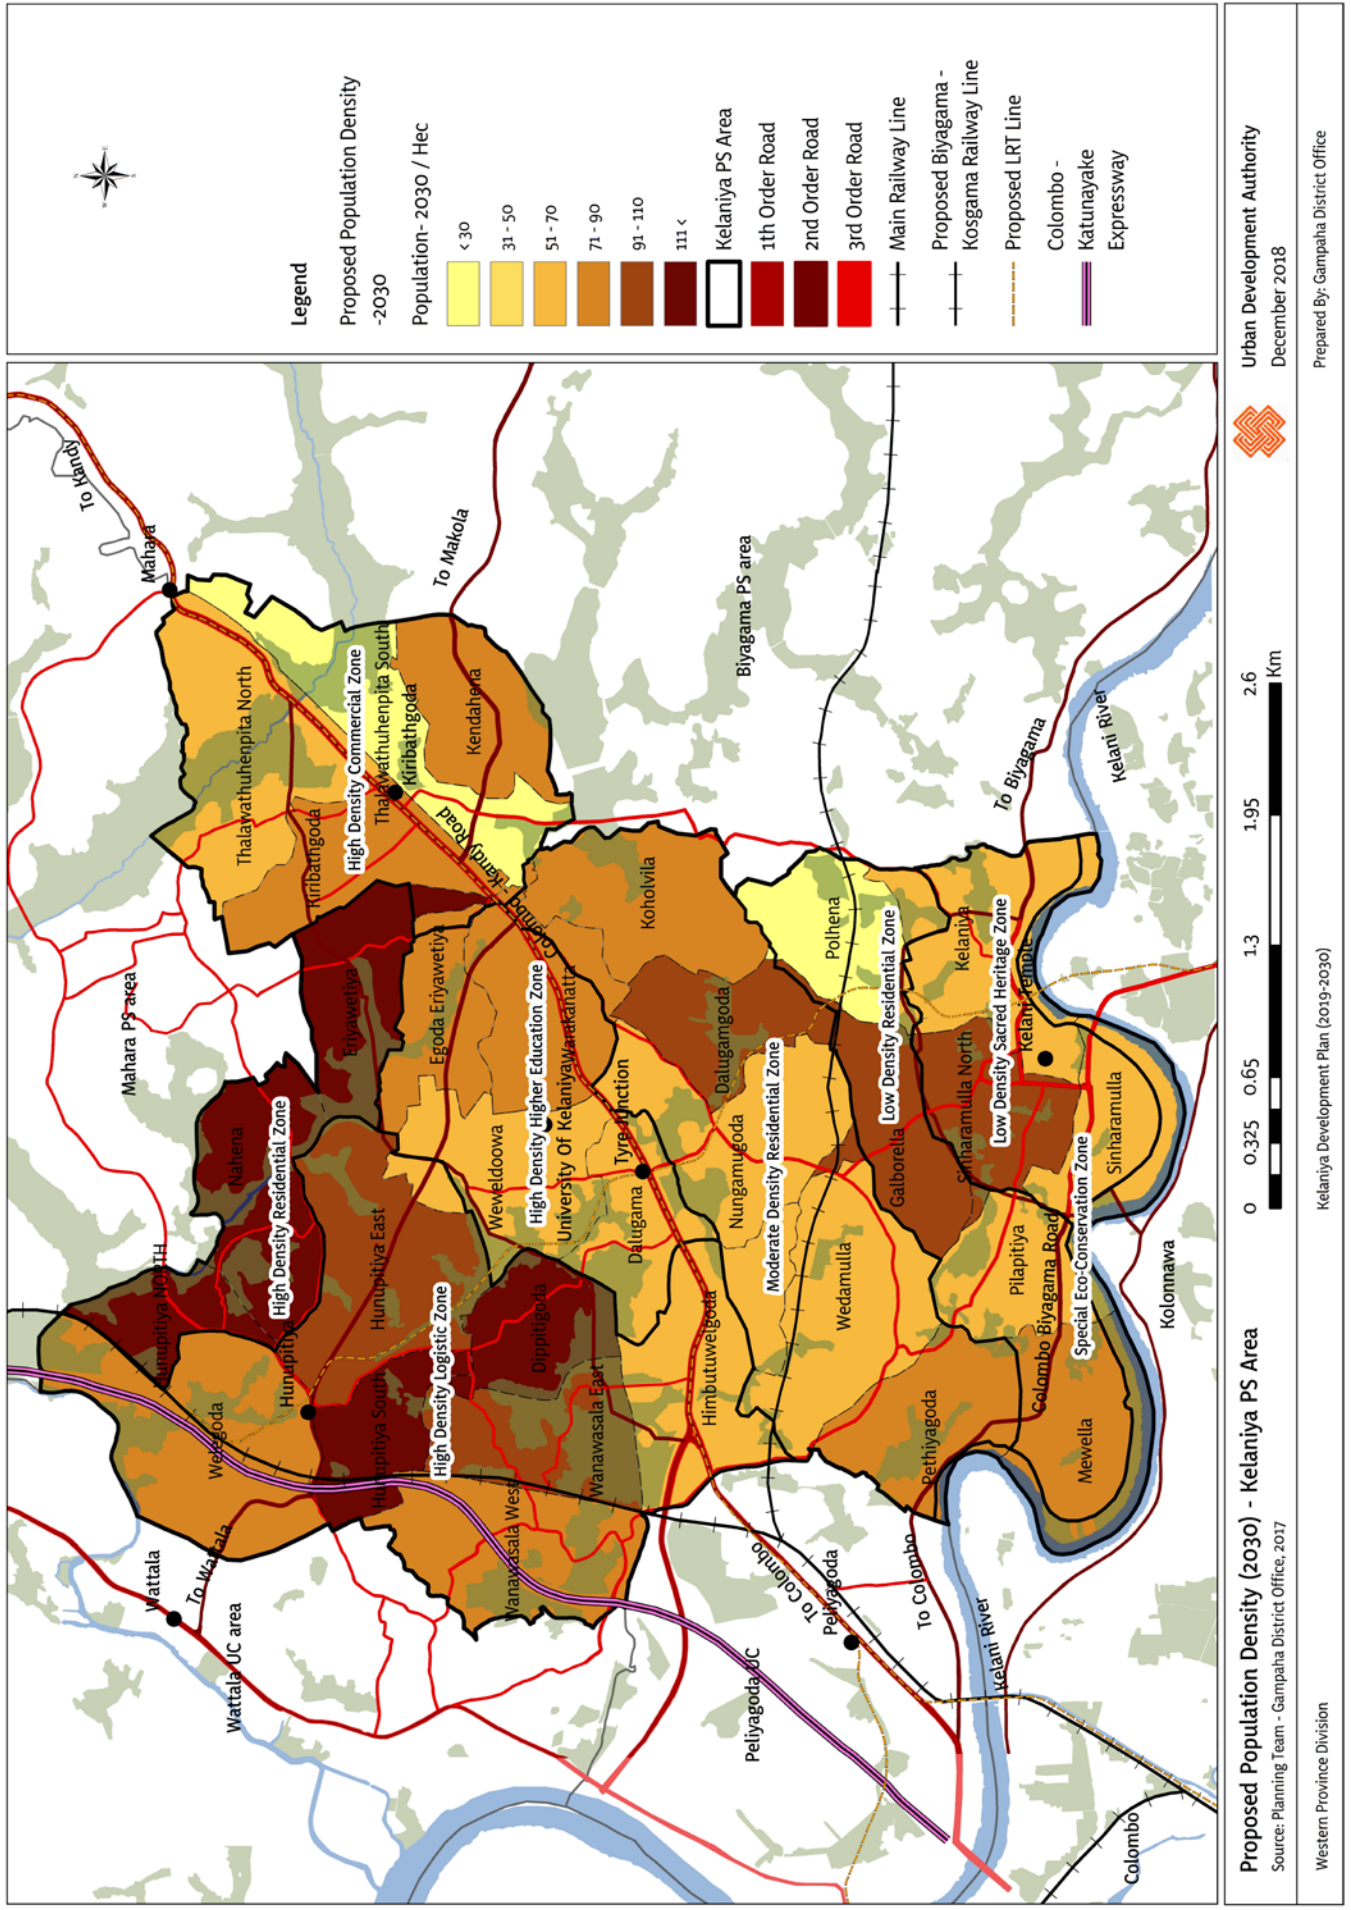 To Kandy
Mahara
To Makola
Thalawathuhenpita North
High Density Commercial Zone
Thalawathuhenpita South
Kiribathgoda
Kiribathgoda
Kendahena
Biyagama PS area
Colombo - Kandy Road
Mahara PS area
Eriyawetiya
Egoda Eriyawetiya
Koholvila
Polhena
To Biyagama
Kelani River
Kelaniya
Low Density Residential Zone
Low Density Sacred Heritage Zone
Kelani Temple
Nahena
High Density Residential Zone
Weweldoowa
High Density Higher Education Zone
University Of Kelaniya
Warakanatta
Tyre Junction
Dalugamgoda
Dalugama
Nungamugoda
Moderate Density Residential Zone
Galborella
Sinharamulla North
Sinharamulla
Hunupitiya NORTH
Hunupitiya East
Hunupitiya
High Density Logistic Zone
Dippitigoda
Himbutuwelgoda
Wedamulla
Pilapitiya
Colombo Biyagama Road
Special Eco-Conservation Zone
Kolonnawa
Welegoda
Hunupitiya South
Wanawasala East
Wanawasala West
Pethiyagoda
Mewella
Wattala
To Wattala
Wattala UC area
Peliyagoda UC
To Colombo
Peliyagoda
To Colombo
Kelani River
Colombo
N
E
S
W
Legend
Proposed Population Density
-2030
Population- 2030 / Hec
< 30
31 - 50
51 - 70
71 - 90
91 - 110
111 <
Kelaniya PS Area
1th Order Road
2nd Order Road
3rd Order Road
Main Railway Line
Proposed Biyagama -
Kosgama Railway Line
Proposed LRT Line
Colombo -
Katunayake
Expressway
Proposed Population Density (2030) - Kelaniya PS Area
Source: Planning Team - Gampaha District Office, 2017
0 0.325 0.65 1.3 1.95 2.6
Km
Urban Development Authority
December 2018
Western Province Division
Kelaniya Development Plan (2019-2030)
Prepared By: Gampaha District Office